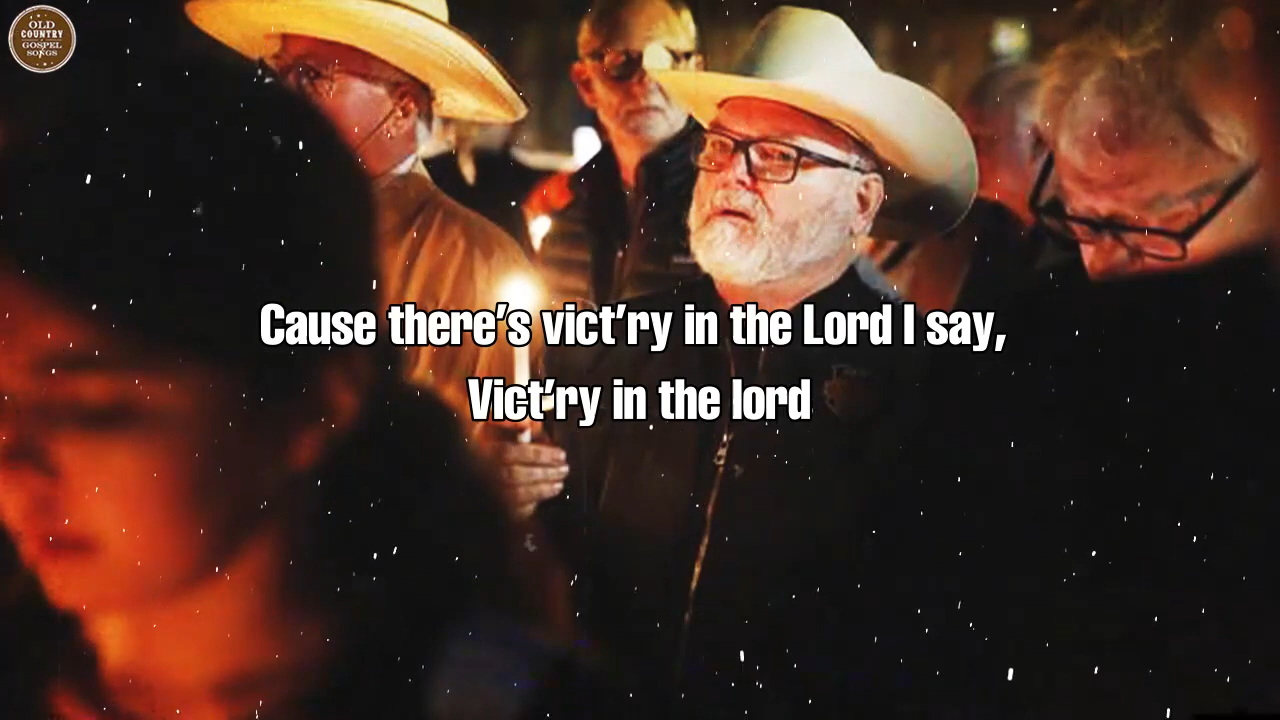 OLD
COUNTRY
GOSPEL
SONGS
Cause there's vict'ry in the Lord I say,
Vict'ry in the lord